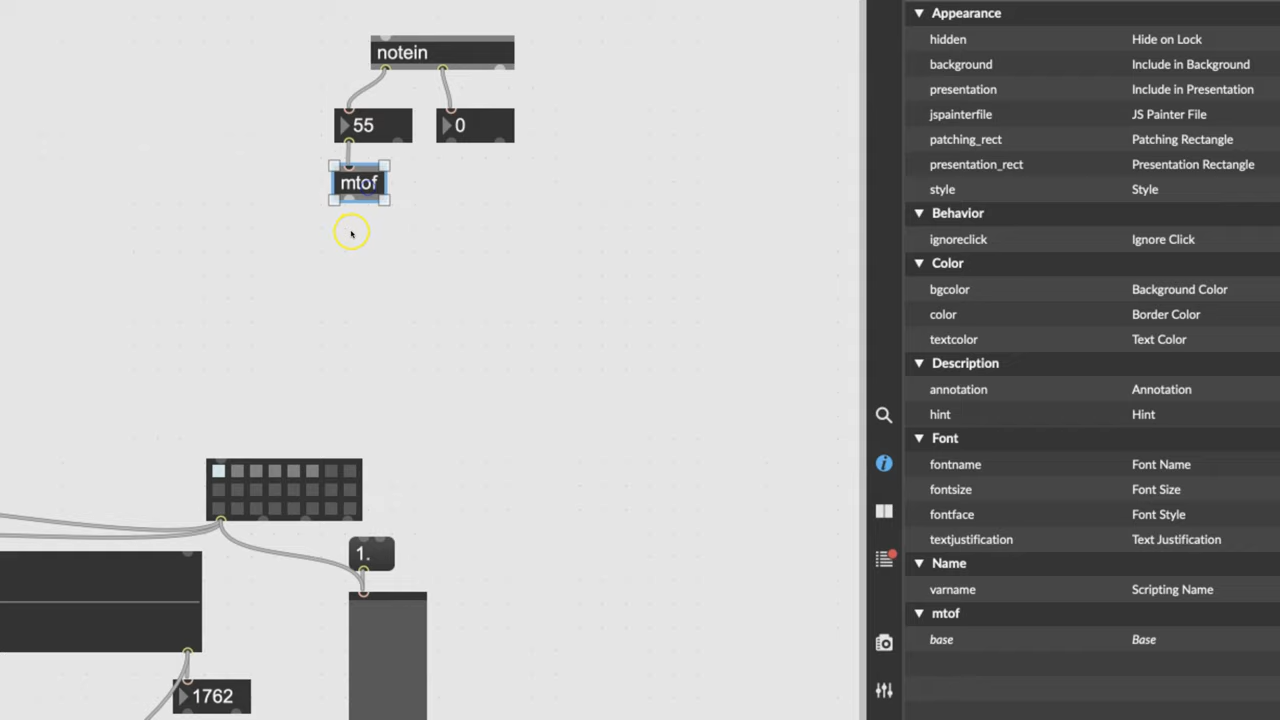 notein
55
0
mtof
1.
1762
Appearance
hidden Hide on Lock
background Include in Background
presentation Include in Presentation
jspainterfile JS Painter File
patching_rect Patching Rectangle
presentation_rect Presentation Rectangle
style Style
Behavior
ignoreclick Ignore Click
Color
bgcolor Background Color
color Border Color
textcolor Text Color
Description
annotation Annotation
hint Hint
Font
fontname Font Name
fontsize Font Size
fontface Font Style
textjustification Text Justification
Name
varname Scripting Name
mtof
base Base